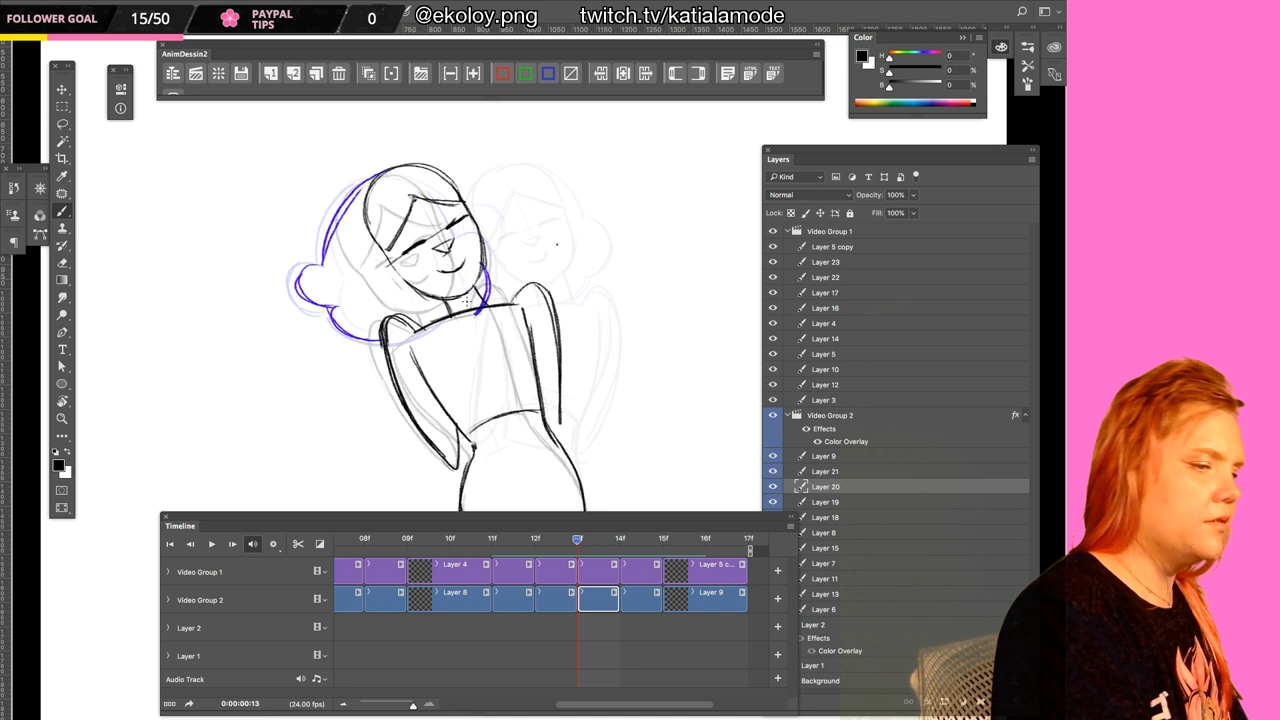 FOLLOWER GOAL 15/50 PAYPAL TIPS 0 @ekoloy.png twitch.tv/katialamode
AnimDessin2
Color
H 0 °
S 0 %
B 0 %
Layers
Kind
Normal Opacity: 100%
Lock: Fill: 100%
Video Group 1
Layer 5 copy
Layer 23
Layer 22
Layer 17
Layer 16
Layer 4
Layer 14
Layer 5
Layer 10
Layer 12
Layer 3
Video Group 2 fx
Effects
Color Overlay
Layer 9
Layer 21
Layer 20
Layer 19
Layer 18
Layer 8
Layer 15
Layer 7
Layer 11
Layer 13
Layer 6
Layer 2
Effects
Color Overlay
Layer 1
Background
Timeline
08f 09f 10f 11f 12f 14f 15f 16f 17f
Video Group 1 Layer 4 Layer 5 c...
Video Group 2 Layer 8 Layer 9
Layer 2
Layer 1
Audio Track
0:00:00:13 (24.00 fps)